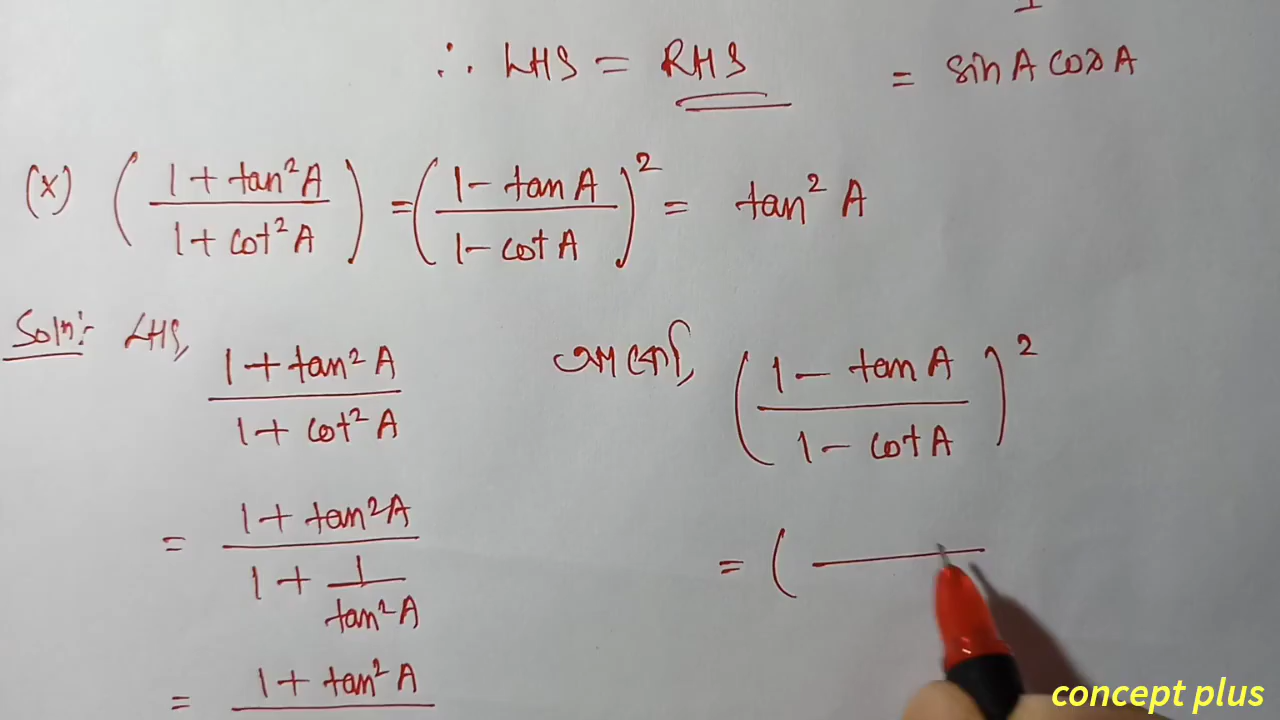 ∴ LHS = RHS = sin A cos A
(x) ( (1 + tan²A) / (1 + cot²A) ) = ( (1 - tan A) / (1 - cot A) )² = tan² A
Soln:- LHS,
(1 + tan² A) / (1 + cot² A)
( (1 - tan A) / (1 - cot A) )²
= (1 + tan²A) / (1 + 1/tan²A)
= (
= 1 + tan² A
concept plus